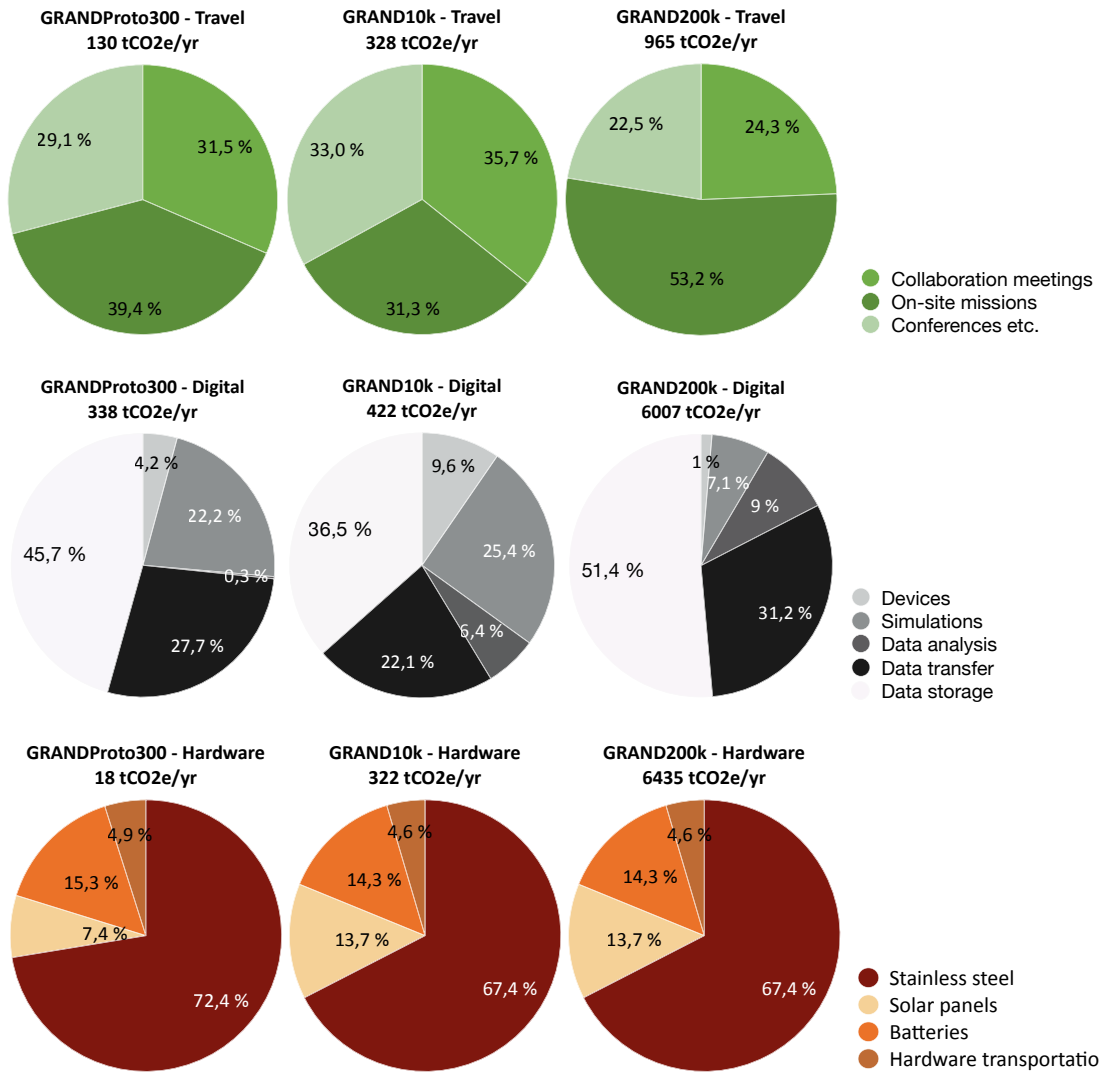 GRANDProto300 - Travel
130 tCO2e/yr
GRAND10k - Travel
328 tCO2e/yr
GRAND200k - Travel
965 tCO2e/yr
29,1 %
31,5 %
39,4 %
33,0 %
35,7 %
31,3 %
22,5 %
24,3 %
53,2 %
Collaboration meetings
On-site missions
Conferences etc.
GRANDProto300 - Digital
338 tCO2e/yr
GRAND10k - Digital
422 tCO2e/yr
GRAND200k - Digital
6007 tCO2e/yr
4,2 %
22,2 %
0,3 %
27,7 %
45,7 %
9,6 %
25,4 %
6,4 %
22,1 %
36,5 %
1 %
7,1 %
9 %
31,2 %
51,4 %
Devices
Simulations
Data analysis
Data transfer
Data storage
GRANDProto300 - Hardware
18 tCO2e/yr
GRAND10k - Hardware
322 tCO2e/yr
GRAND200k - Hardware
6435 tCO2e/yr
4,9 %
15,3 %
7,4 %
72,4 %
4,6 %
14,3 %
13,7 %
67,4 %
4,6 %
14,3 %
13,7 %
67,4 %
Stainless steel
Solar panels
Batteries
Hardware transportatio